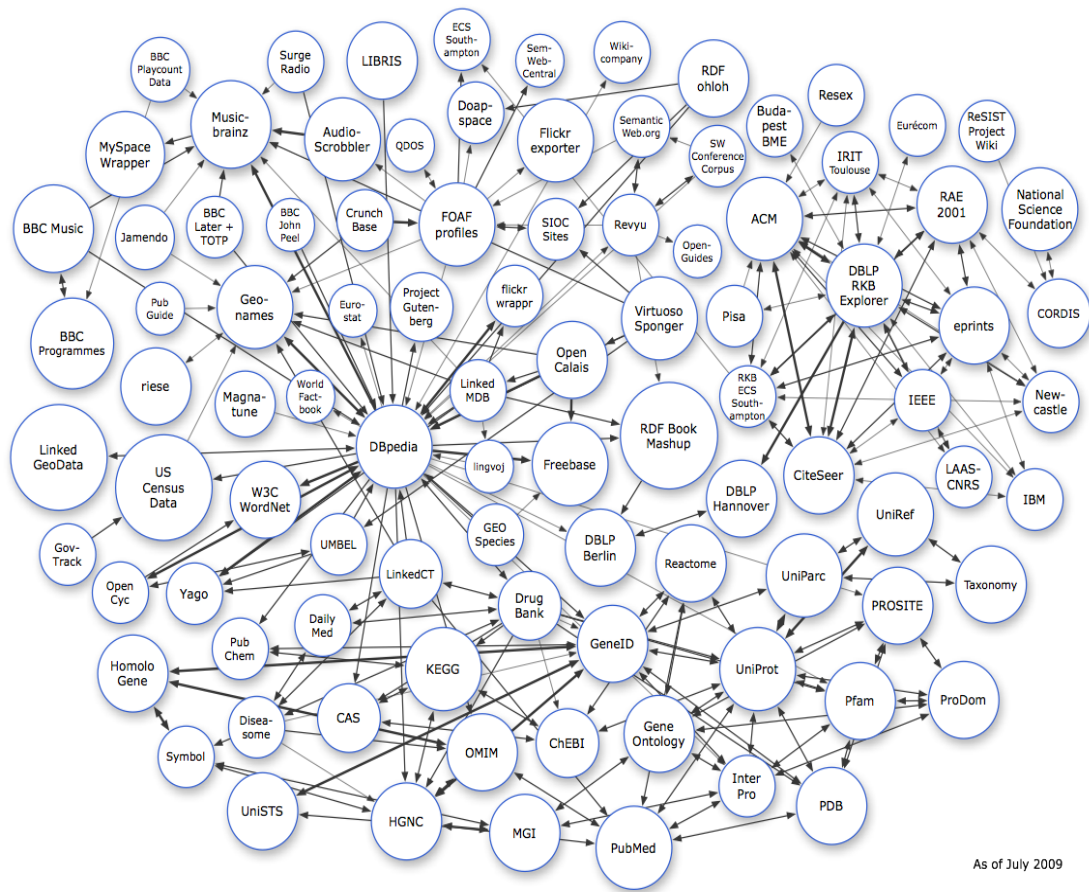 BBC
Playcount
Data
Surge
Radio
LIBRIS
ECS
South-
ampton
Sem-
Web-
Central
Wiki-
company
RDF
ohloh
Music-
brainz
Audio-
Scrobbler
QDOS
Doap-
space
Flickr
exporter
Semantic
Web.org
SW
Conference
Corpus
Buda-
pest
BME
Resex
Eurécom
ReSIST
Project
Wiki
MySpace
Wrapper
IRIT
Toulouse
RAE
2001
National
Science
Foundation
BBC Music
Jamendo
BBC
Later +
TOTP
BBC
John
Peel
Crunch
Base
FOAF
profiles
SIOC
Sites
Revyu
Open-
Guides
ACM
DBLP
RKB
Explorer
Pub
Guide
Geo-
names
Euro-
stat
Project
Guten-
berg
flickr
wrappr
Virtuoso
Sponger
Pisa
eprints
CORDIS
BBC
Programmes
riese
Magna-
tune
World
Fact-
book
Linked
MDB
Open
Calais
RKB
ECS
South-
ampton
IEEE
New-
castle
Linked
GeoData
US
Census
Data
W3C
WordNet
DBpedia
lingvoj
Freebase
RDF Book
Mashup
DBLP
Hannover
CiteSeer
LAAS-
CNRS
IBM
Gov-
Track
Open
Cyc
Yago
UMBEL
LinkedCT
GEO
Species
DBLP
Berlin
Reactome
UniParc
UniRef
Taxonomy
PROSITE
Daily
Med
Drug
Bank
Pub
Chem
Homolo
Gene
KEGG
GeneID
UniProt
Pfam
ProDom
Disea-
some
CAS
Symbol
OMIM
ChEBI
Gene
Ontology
Inter
Pro
UniSTS
HGNC
MGI
PubMed
PDB
As of July 2009